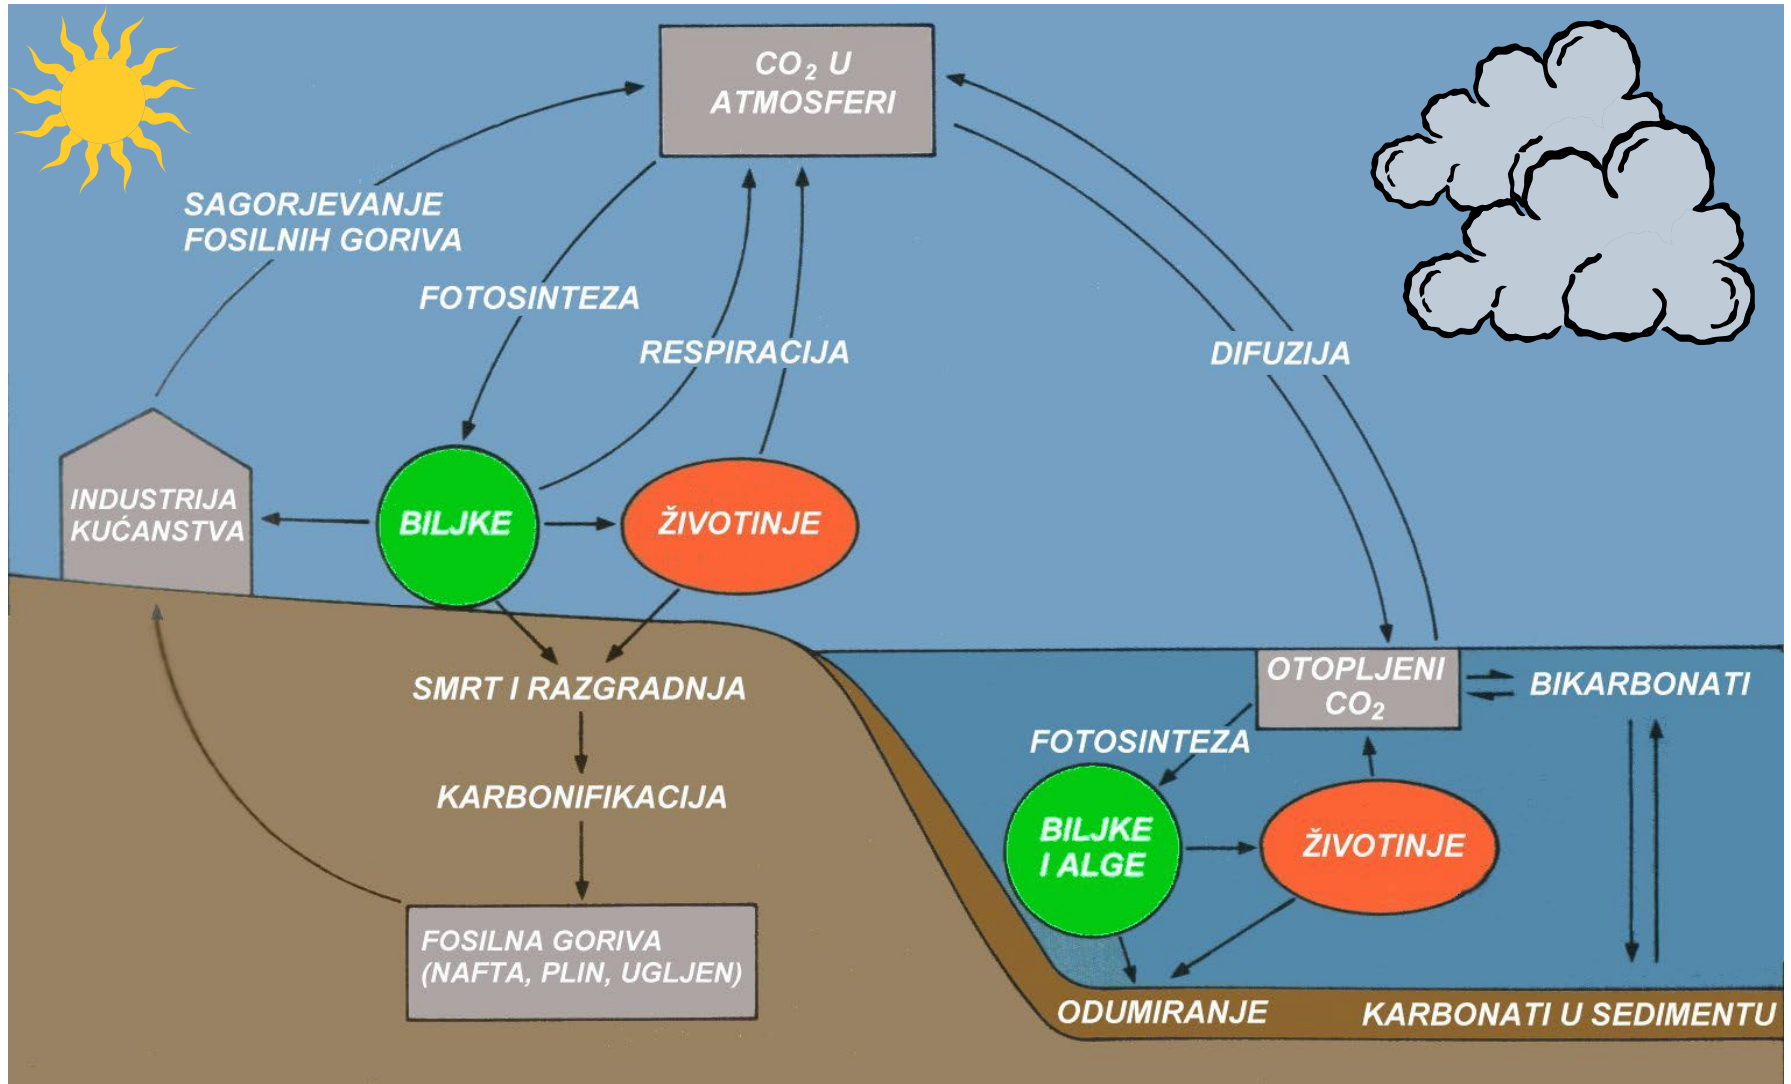 CO₂ U
ATMOSFERI
SAGORJEVANJE
FOSILNIH GORIVA
FOTOSINTEZA
RESPIRACIJA
DIFUZIJA
INDUSTRIJA
KUĆANSTVA
BILJKE
ŽIVOTINJE
SMRT I RAZGRADNJA
KARBONIFIKACIJA
FOSILNA GORIVA
(NAFTA, PLIN, UGLJEN)
OTOPLJENI
CO₂
BIKARBONATI
FOTOSINTEZA
BILJKE
I ALGE
ŽIVOTINJE
ODUMIRANJE
KARBONATI U SEDIMENTU